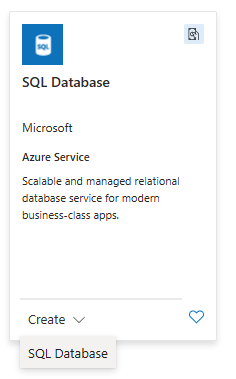 SQL
SQL Database
Microsoft
Azure Service
Scalable and managed relational
database service for modern
business-class apps.
Create
SQL Database